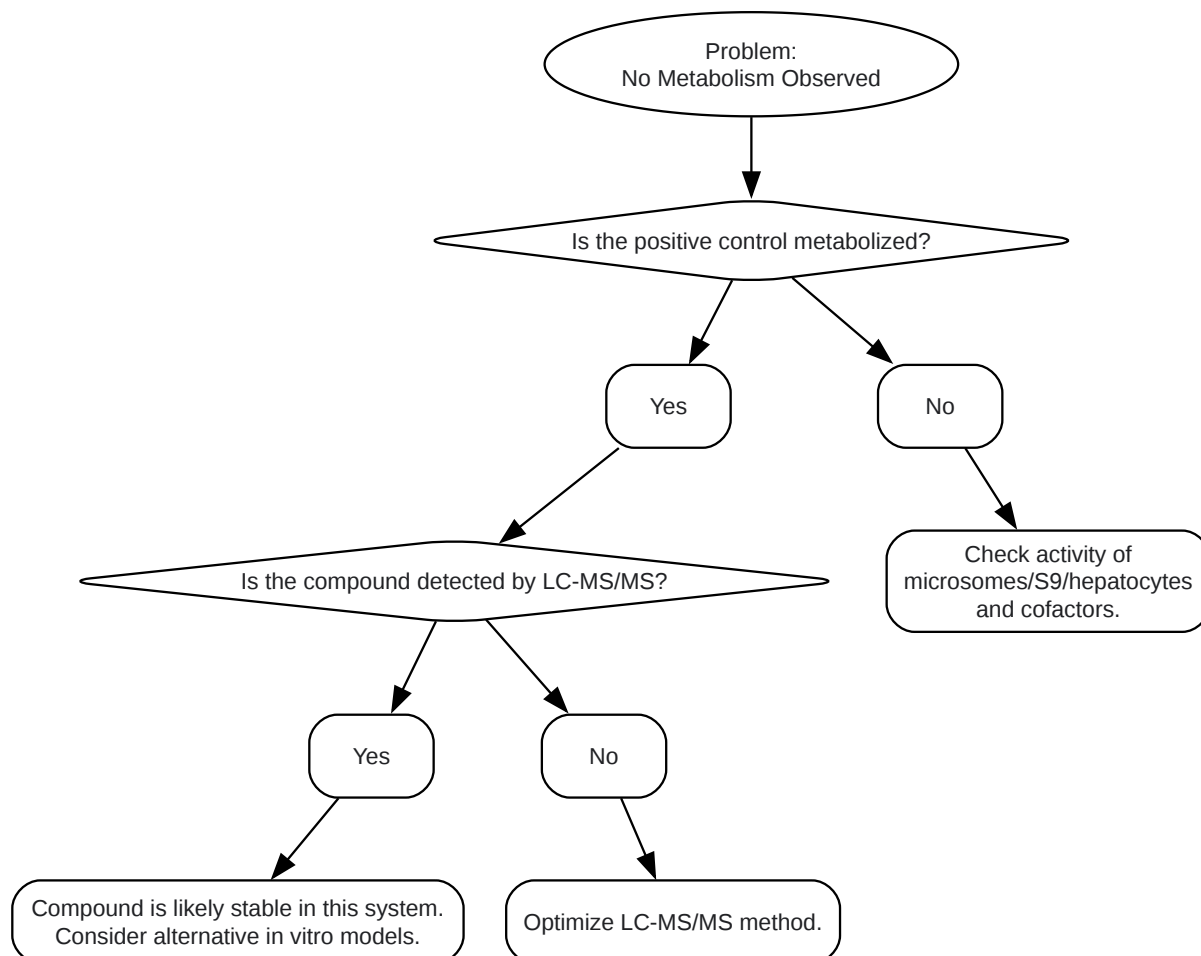 Problem:
No Metabolism Observed
Is the positive control metabolized?
Yes
No
Is the compound detected by LC-MS/MS?
Check activity of
microsomes/S9/hepatocytes
and cofactors.
Yes
No
Compound is likely stable in this system.
Consider alternative in vitro models.
Optimize LC-MS/MS method.